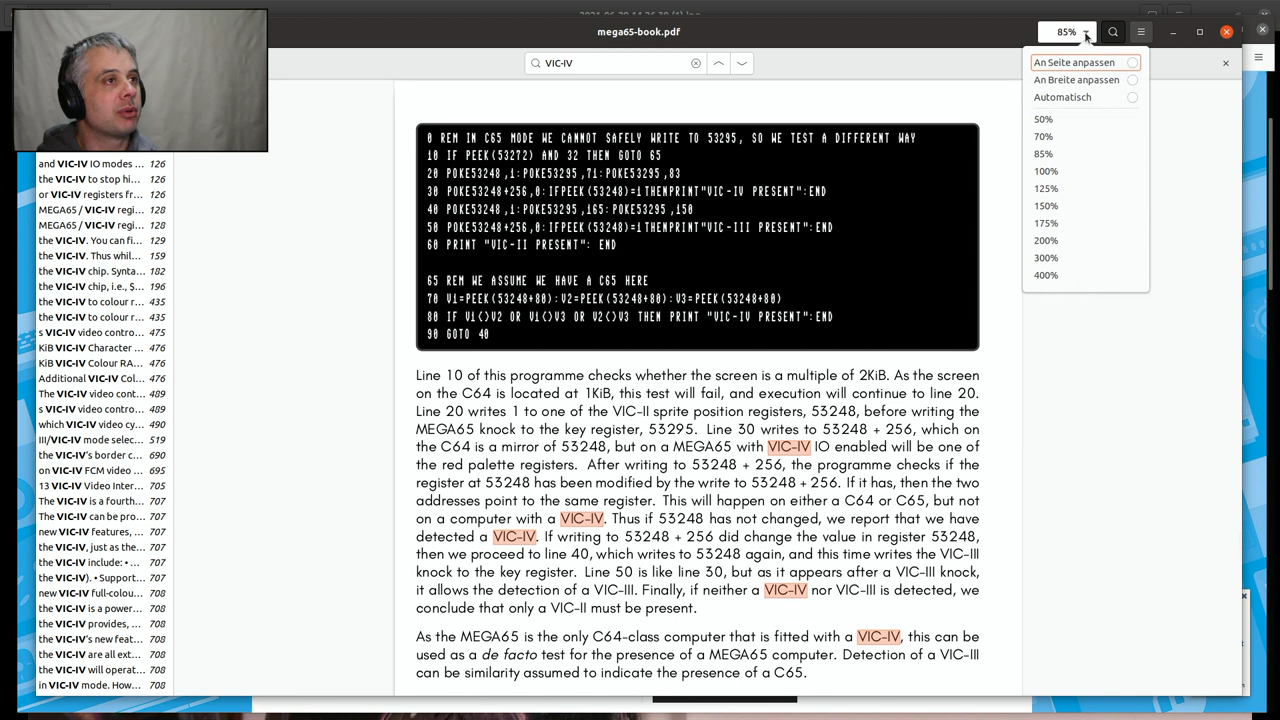 mega65-book.pdf
85%
VIC-IV
An Seite anpassen
An Breite anpassen
Automatisch
50%
70%
85%
100%
125%
150%
175%
200%
300%
400%
and VIC-IV IO modes ... 126
the VIC-IV to stop hi... 126
or VIC-IV registers fr... 126
MEGA65 / VIC-IV regi... 128
MEGA65 / VIC-IV regi... 128
the VIC-IV. You can fi... 129
the VIC-IV. Thus whil... 159
the VIC-IV chip. Synta... 182
the VIC-IV chip, i.e., $... 196
the VIC-IV to colour r... 435
the VIC-IV to colour r... 435
s VIC-IV video contro... 475
KiB VIC-IV Character ... 476
KiB VIC-IV Colour RA... 476
Additional VIC-IV Col... 476
The VIC-IV video cont... 489
s VIC-IV video contro... 489
which VIC-IV video cy... 490
III/VIC-IV mode selec... 519
the VIC-IV's border c... 690
on VIC-IV FCM video ... 695
13 VIC-IV Video Inter... 705
The VIC-IV is a fourth... 707
The VIC-IV can be pro... 707
new VIC-IV features, ... 707
the VIC-IV, just as the... 707
the VIC-IV include: • ... 707
the VIC-IV). • Support... 707
new VIC-IV full-colou... 708
the VIC-IV is a power... 708
the VIC-IV provides, ... 708
the VIC-IV's new feat... 708
the VIC-IV are all ext... 708
the VIC-IV will operat... 708
in VIC-IV mode. How... 708
0 REM IN C65 MODE WE CANNOT SAFELY WRITE TO 53295, SO WE TEST A DIFFERENT WAY
10 IF PEEK(53272) AND 32 THEN GOTO 65
20 POKE53248,1:POKE53295,71:POKE53295,83
30 POKE53248+256,0:IFPEEK(53248)=1THENPRINT"VIC-IV PRESENT":END
40 POKE53248,1:POKE53295,165:POKE53295,150
50 POKE53248+256,0:IFPEEK(53248)=1THENPRINT"VIC-III PRESENT":END
60 PRINT "VIC-II PRESENT": END
65 REM WE ASSUME WE HAVE A C65 HERE
70 V1=PEEK(53248+80):V2=PEEK(53248+80):V3=PEEK(53248+80)
80 IF V1<>V2 OR V1<>V3 OR V2<>V3 THEN PRINT "VIC-IV PRESENT":END
90 GOTO 40
Line 10 of this programme checks whether the screen is a multiple of 2KiB. As the screen
on the C64 is located at 1KiB, this test will fail, and execution will continue to line 20.
Line 20 writes 1 to one of the VIC-II sprite position registers, 53248, before writing the
MEGA65 knock to the key register, 53295. Line 30 writes to 53248 + 256, which on
the C64 is a mirror of 53248, but on a MEGA65 with VIC-IV IO enabled will be one of
the red palette registers. After writing to 53248 + 256, the programme checks if the
register at 53248 has been modified by the write to 53248 + 256. If it has, then the two
addresses point to the same register. This will happen on either a C64 or C65, but not
on a computer with a VIC-IV. Thus if 53248 has not changed, we report that we have
detected a VIC-IV. If writing to 53248 + 256 did change the value in register 53248,
then we proceed to line 40, which writes to 53248 again, and this time writes the VIC-III
knock to the key register. Line 50 is like line 30, but as it appears after a VIC-III knock,
it allows the detection of a VIC-III. Finally, if neither a VIC-IV nor VIC-III is detected, we
conclude that only a VIC-II must be present.
As the MEGA65 is the only C64-class computer that is fitted with a VIC-IV, this can be
used as a de facto test for the presence of a MEGA65 computer. Detection of a VIC-III
can be similarity assumed to indicate the presence of a C65.